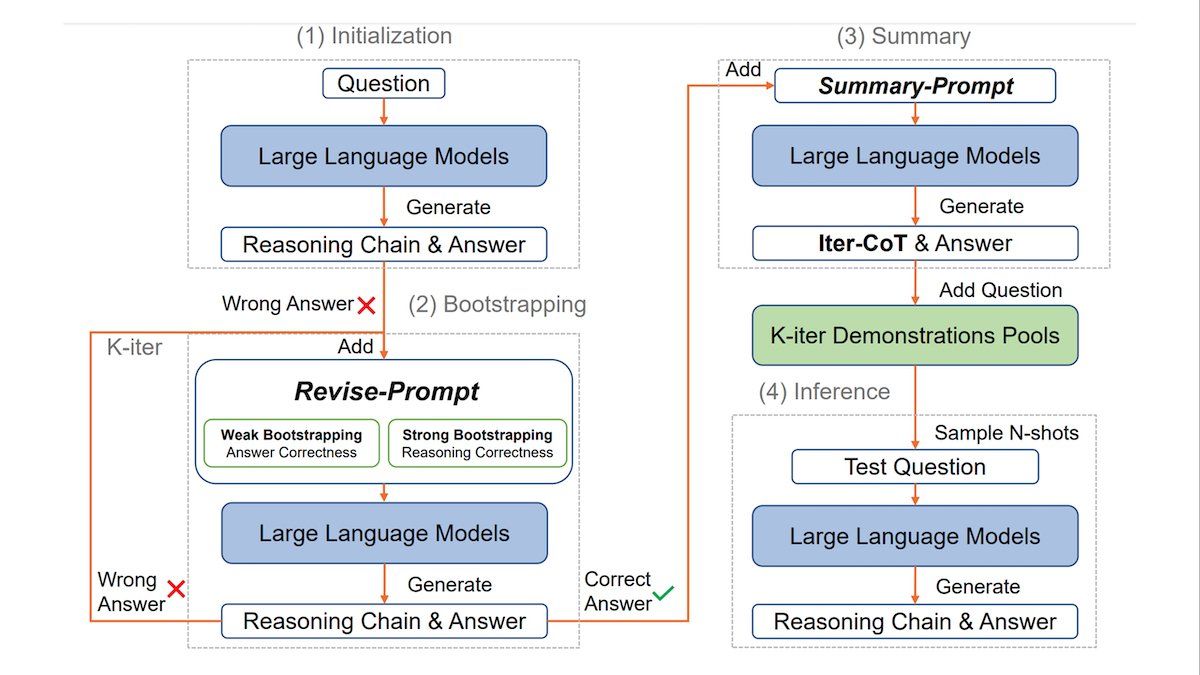 (1) Initialization
Question
Large Language Models
Generate
Reasoning Chain & Answer
Wrong Answer
(2) Bootstrapping
K-iter
Add
Revise-Prompt
Weak Bootstrapping
Answer Correctness
Strong Bootstrapping
Reasoning Correctness
Large Language Models
Generate
Wrong
Answer
Reasoning Chain & Answer
Correct
Answer
(3) Summary
Add
Summary-Prompt
Large Language Models
Generate
Iter-CoT & Answer
Add Question
K-iter Demonstrations Pools
(4) Inference
Sample N-shots
Test Question
Large Language Models
Generate
Reasoning Chain & Answer